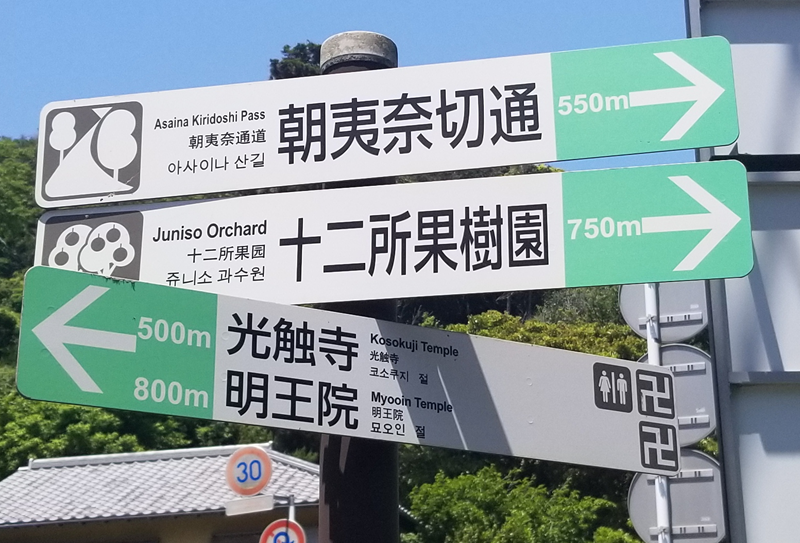 Asaina Kiridoshi Pass
朝夷奈通道
아사이나 산길
朝夷奈切通
550m
Juniso Orchard
十二所果园
쥬니소 과수원
十二所果樹園
750m
500m
光触寺
Kosokuji Temple
光触寺
코소쿠지 절
800m
明王院
Myooin Temple
明王院
묘오인 절
卍
卍
30